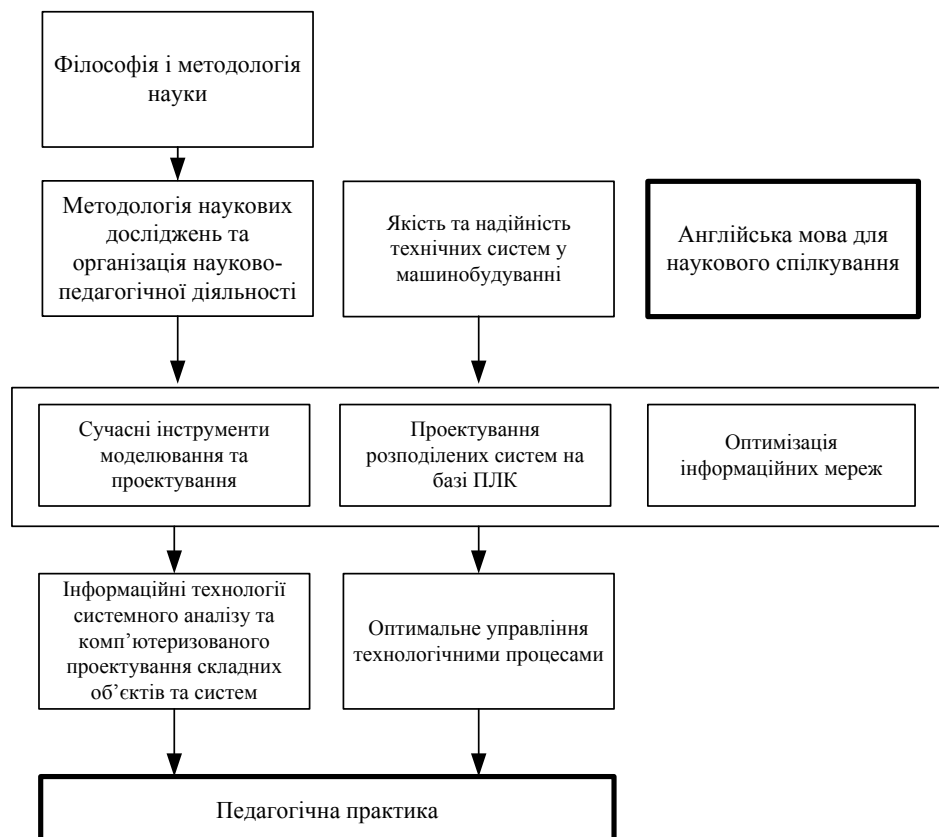 Філософія і методологія
науки
Методологія наукових
досліджень та
організація науково-
педагогічної діяльності
Якість та надійність
технічних систем у
машинобудуванні
Англійська мова для
наукового спілкування
Сучасні інструменти
моделювання та
проектування
Проектування
розподілених систем на
базі ПЛК
Оптимізація
інформаційних мереж
Інформаційні технології
системного аналізу та
комп’ютеризованого
проектування складних
об’єктів та систем
Оптимальне управління
технологічними процесами
Педагогічна практика